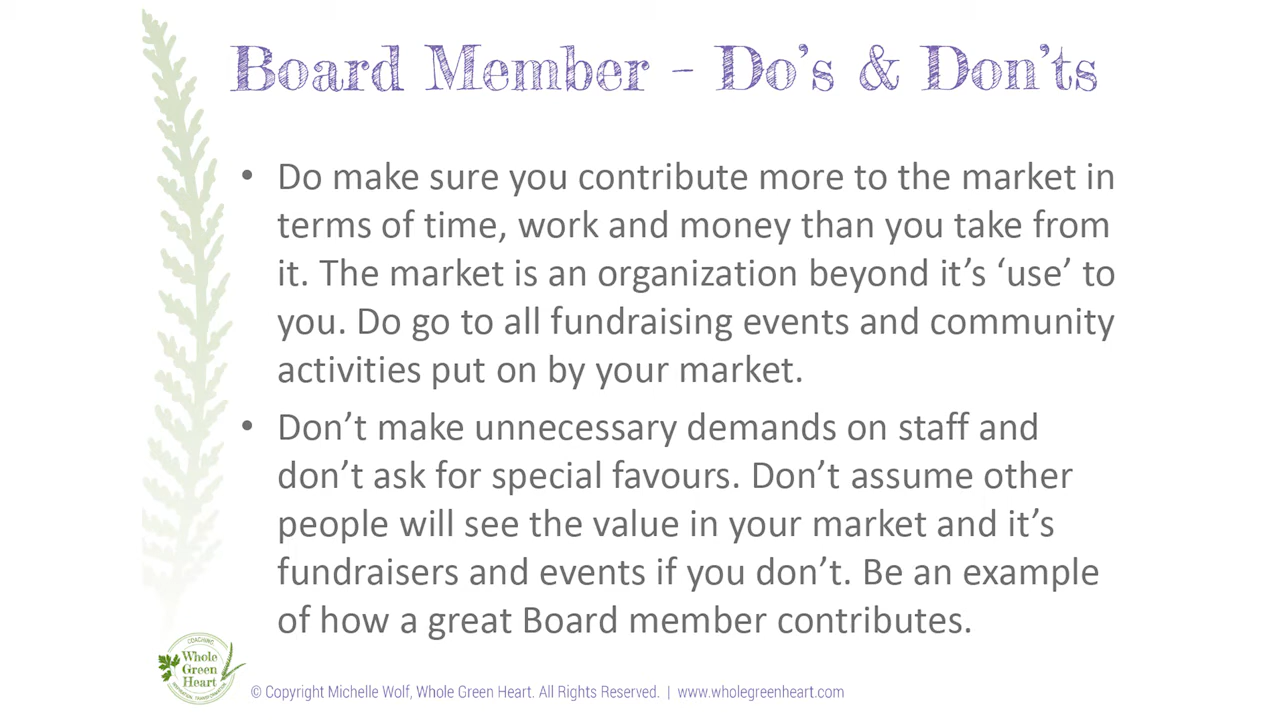 Board Member – Do's & Don'ts
• Do make sure you contribute more to the market in
terms of time, work and money than you take from
it. The market is an organization beyond it's 'use' to
you. Do go to all fundraising events and community
activities put on by your market.
• Don't make unnecessary demands on staff and
don't ask for special favours. Don't assume other
people will see the value in your market and it's
fundraisers and events if you don't. Be an example
of how a great Board member contributes.
COACHING
Whole
Green
Heart
© Copyright Michelle Wolf, Whole Green Heart. All Rights Reserved. | www.wholegreenheart.com